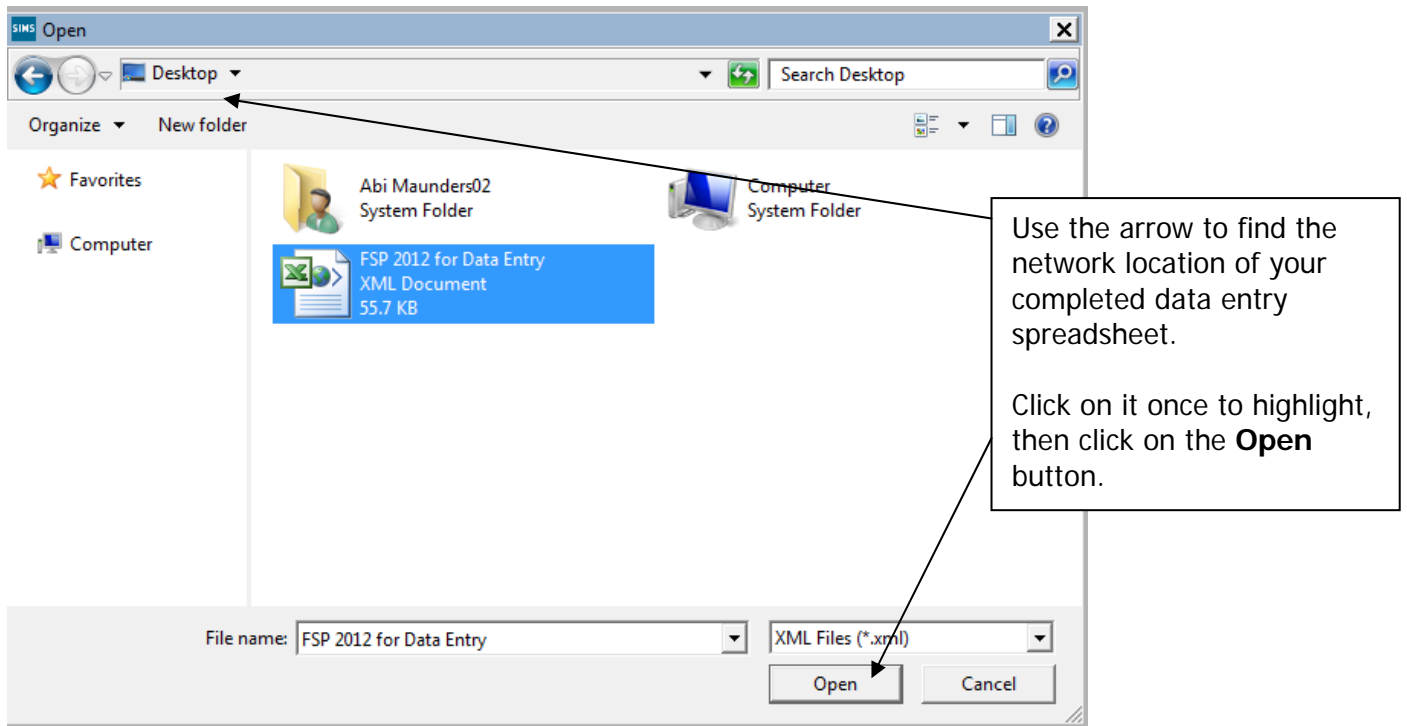 SIMS Open
Desktop
Search Desktop
Organize New folder
Favorites
Computer
Abi Maunders02
System Folder
Computer
System Folder
FSP 2012 for Data Entry
XML Document
55.7 KB
Use the arrow to find the
network location of your
completed data entry
spreadsheet.
Click on it once to highlight,
then click on the Open
button.
File name: FSP 2012 for Data Entry
XML Files (*.xml)
Open Cancel